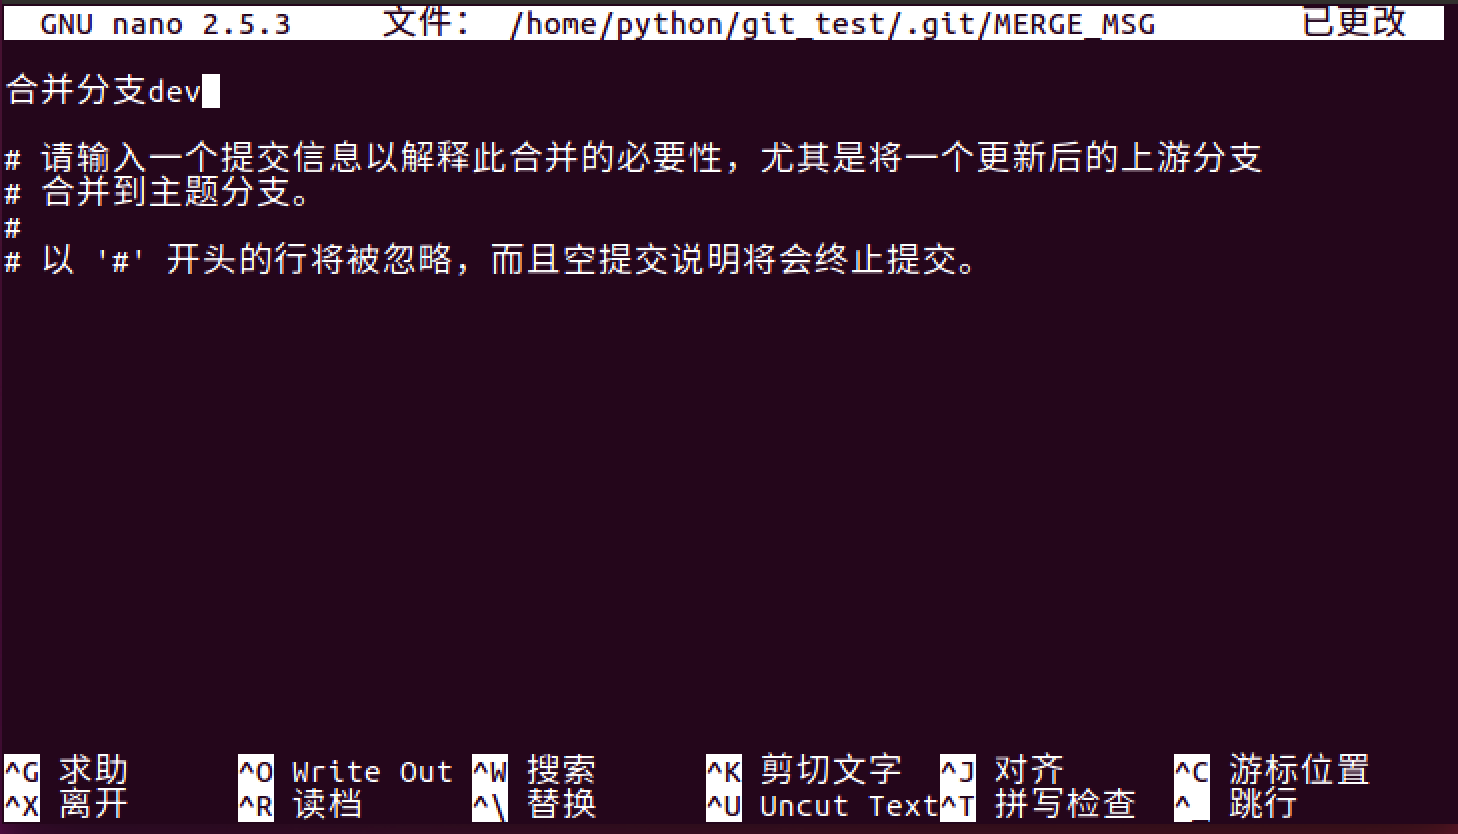 GNU nano 2.5.3 文件： /home/python/git_test/.git/MERGE_MSG 已更改
合并分支dev
# 请输入一个提交信息以解释此合并的必要性，尤其是将一个更新后的上游分支
# 合并到主题分支。
#
# 以 '#' 开头的行将被忽略，而且空提交说明将会终止提交。
^G 求助 ^O Write Out ^W 搜索 ^K 剪切文字 ^J 对齐 ^C 游标位置
^X 离开 ^R 读档 ^\ 替换 ^U Uncut Text ^T 拼写检查 ^_ 跳行